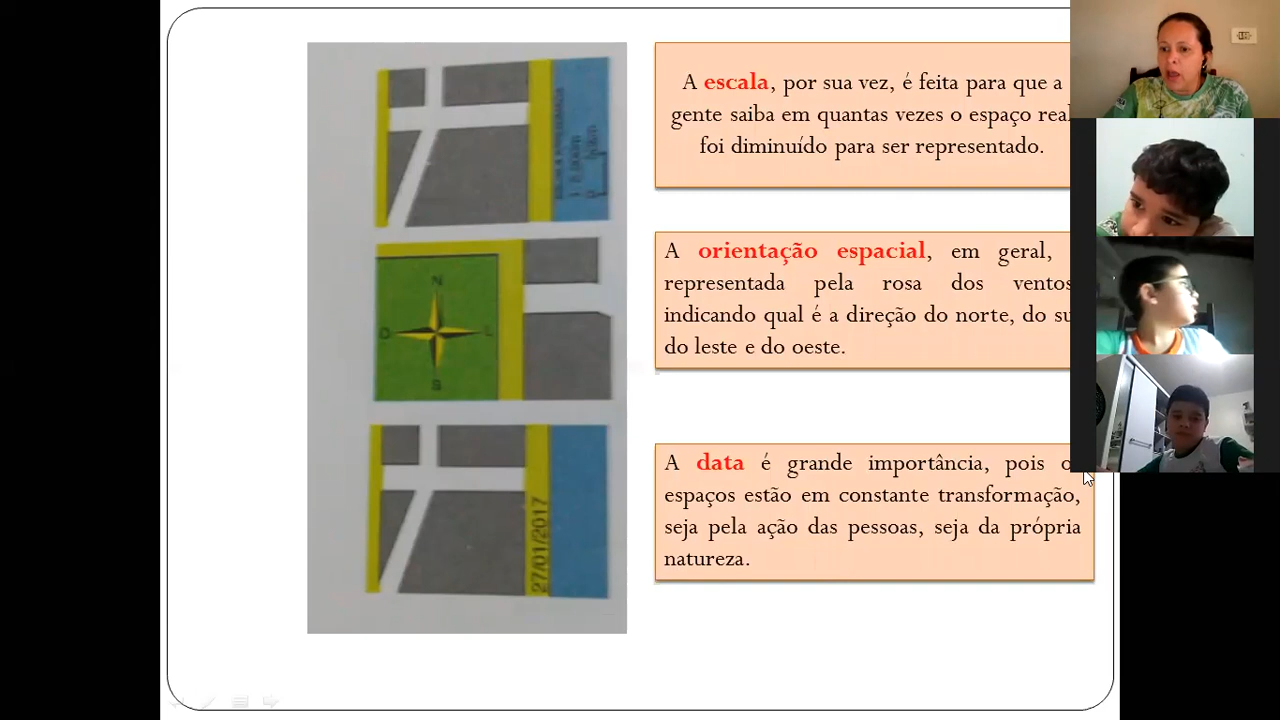 A escala, por sua vez, é feita para que a
gente saiba em quantas vezes o espaço real
foi diminuído para ser representado.
N
O
L
S
A orientação espacial, em geral,
representada pela rosa dos ventos
indicando qual é a direção do norte, do su
do leste e do oeste.
27/01/2017
A data é grande importância, pois o
espaços estão em constante transformação,
seja pela ação das pessoas, seja da própria
natureza.